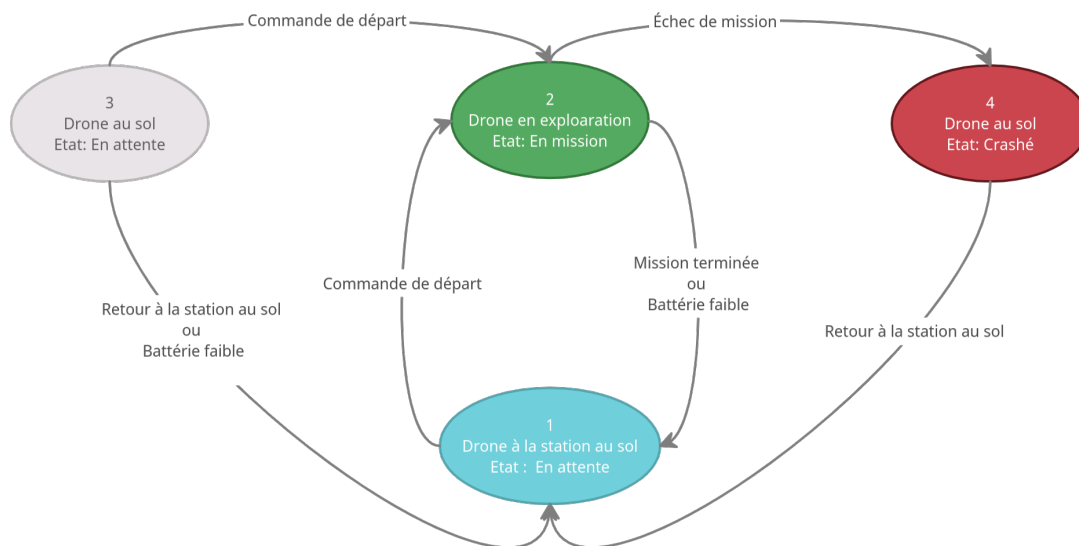 Commande de départ
Échec de mission
3
Drone au sol
Etat: En attente
2
Drone en exploaration
Etat: En mission
4
Drone au sol
Etat: Crashé
Commande de départ
Mission terminée
ou
Battérie faible
Retour à la station au sol
ou
Battérie faible
Retour à la station au sol
1
Drone à la station au sol
Etat :  En attente